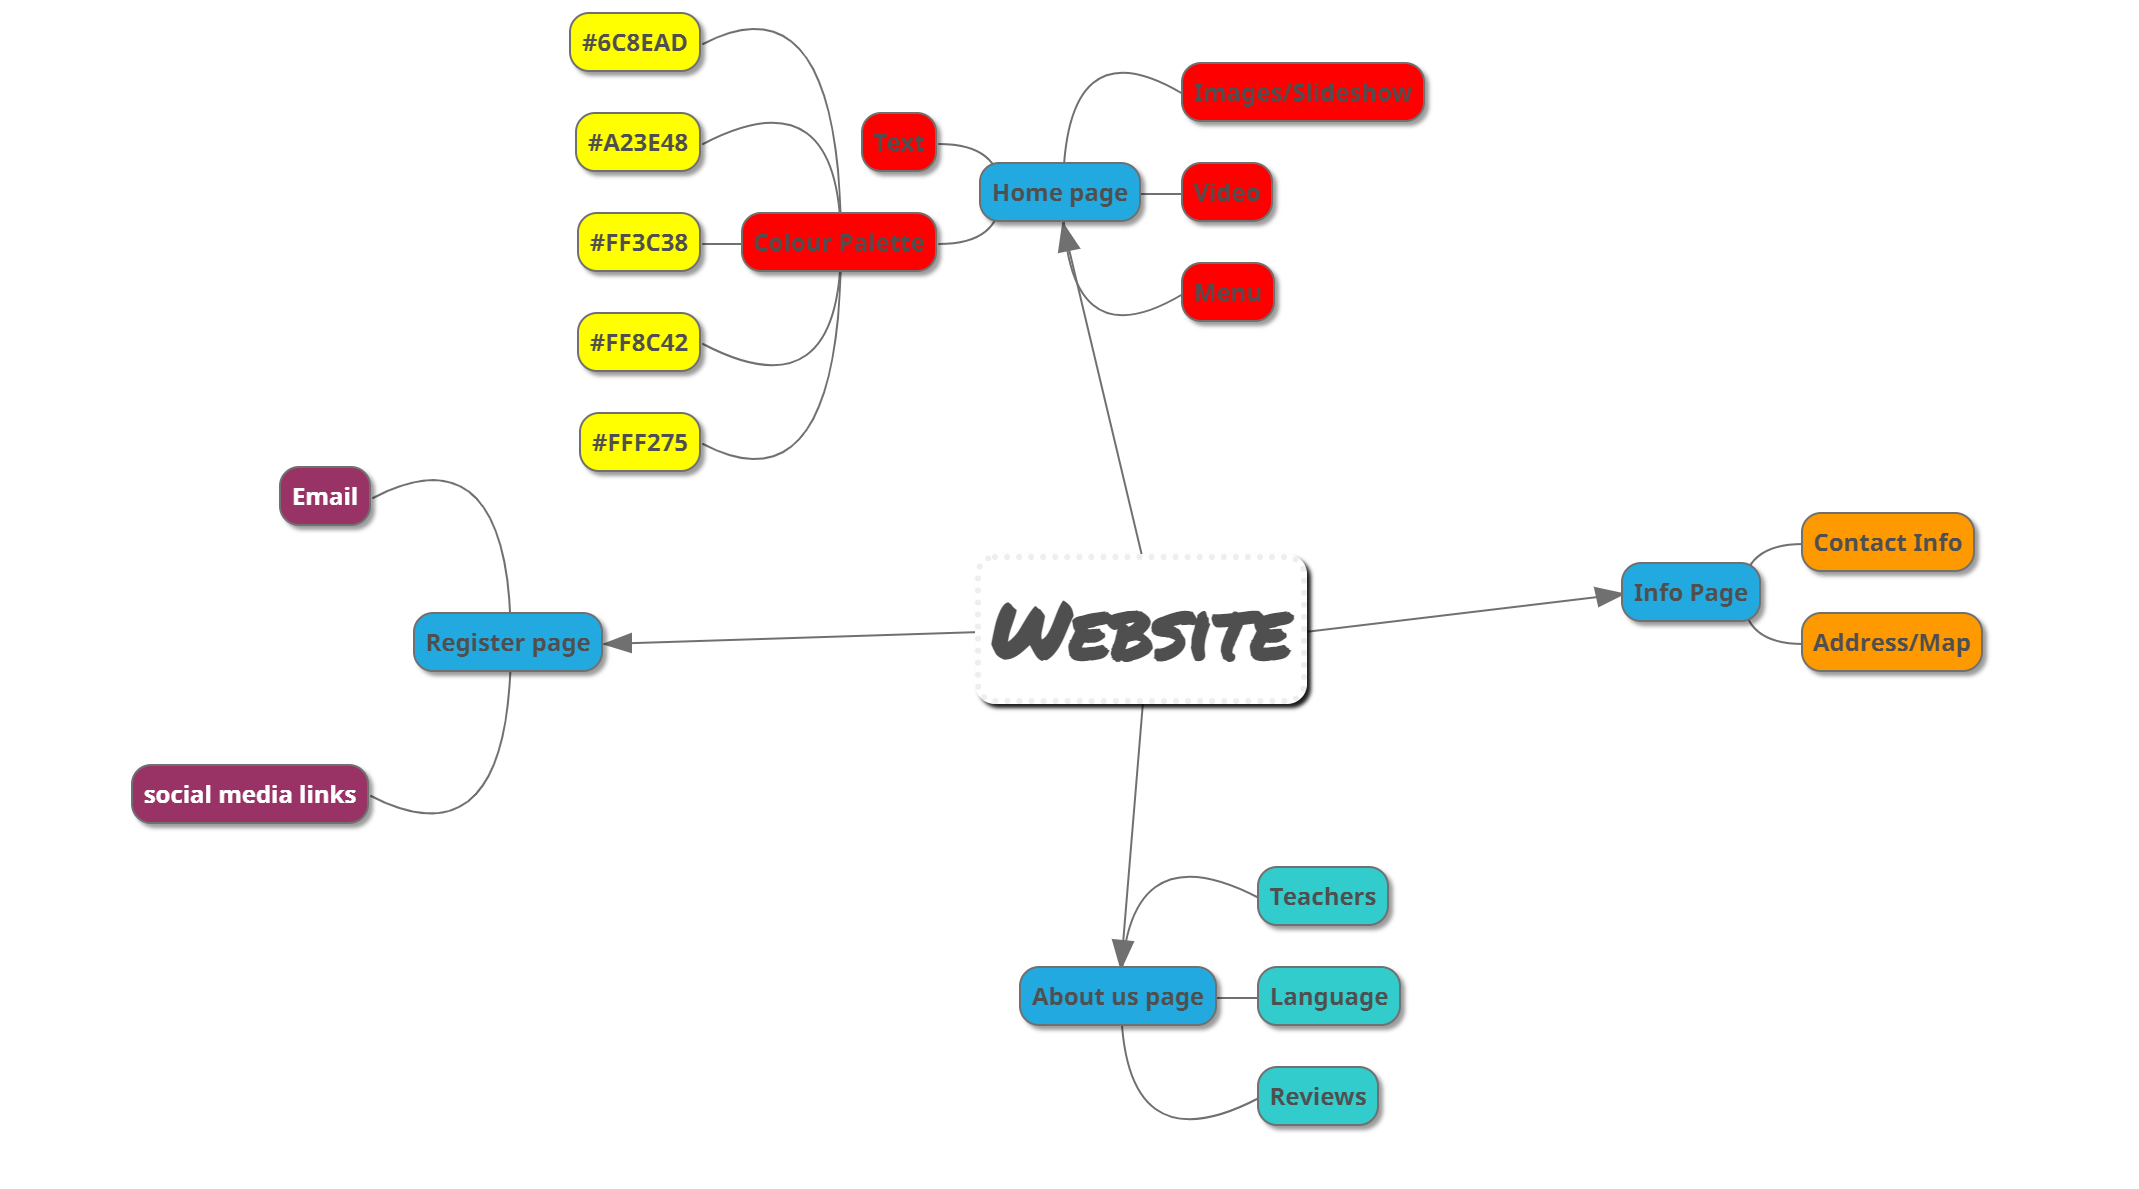 #6C8EAD
#A23E48
#FF3C38
#FF8C42
#FFF275
Text
Colour Palette
Home page
Images/Slideshow
Video
Menu
Email
Register page
social media links
Website
Info Page
Contact Info
Address/Map
About us page
Teachers
Language
Reviews